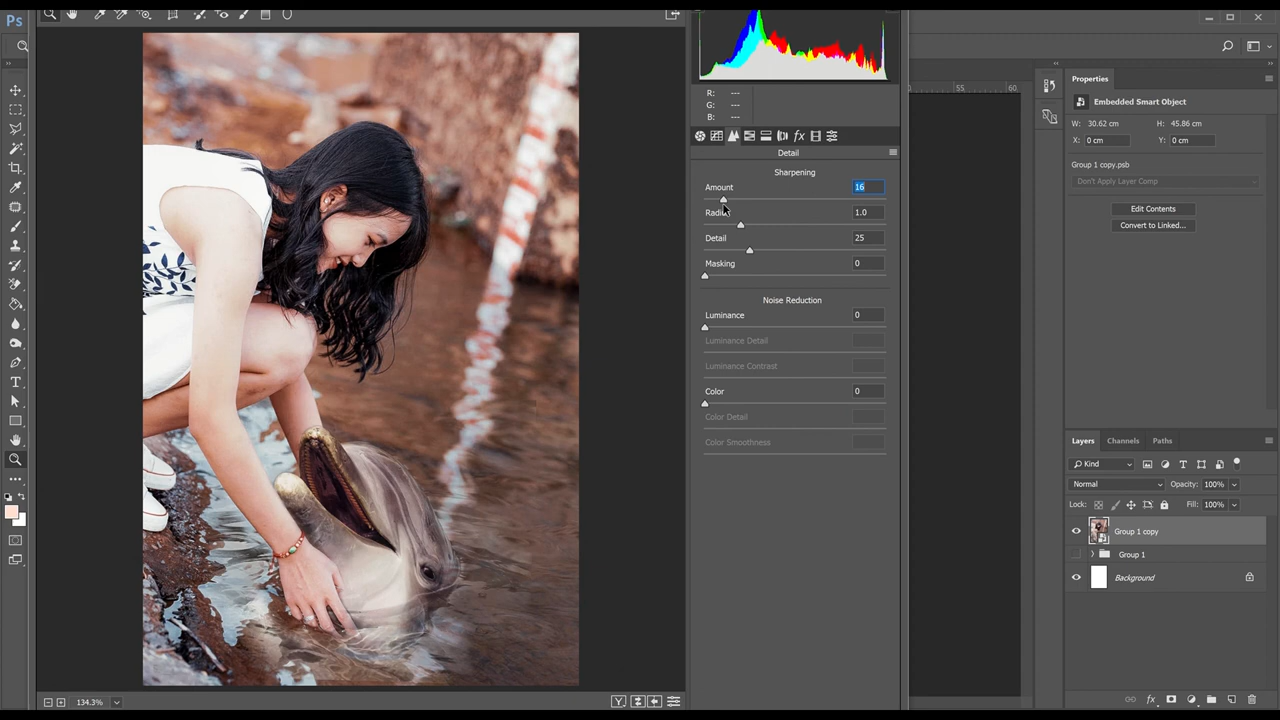 Ps
55
60
R: ---
G: ---
B: ---
fx
Detail
Sharpening
Amount 16
Radius 1.0
Detail 25
Masking 0
Noise Reduction
Luminance 0
Luminance Detail
Luminance Contrast
Color 0
Color Detail
Color Smoothness
134.3%
Y
Properties
Embedded Smart Object
W: 30.62 cm H: 45.86 cm
X: 0 cm Y: 0 cm
Group 1 copy.psb
Don't Apply Layer Comp
Edit Contents
Convert to Linked...
Layers Channels Paths
Kind
Normal Opacity: 100%
Lock: Fill: 100%
Group 1 copy
Group 1
Background
fx